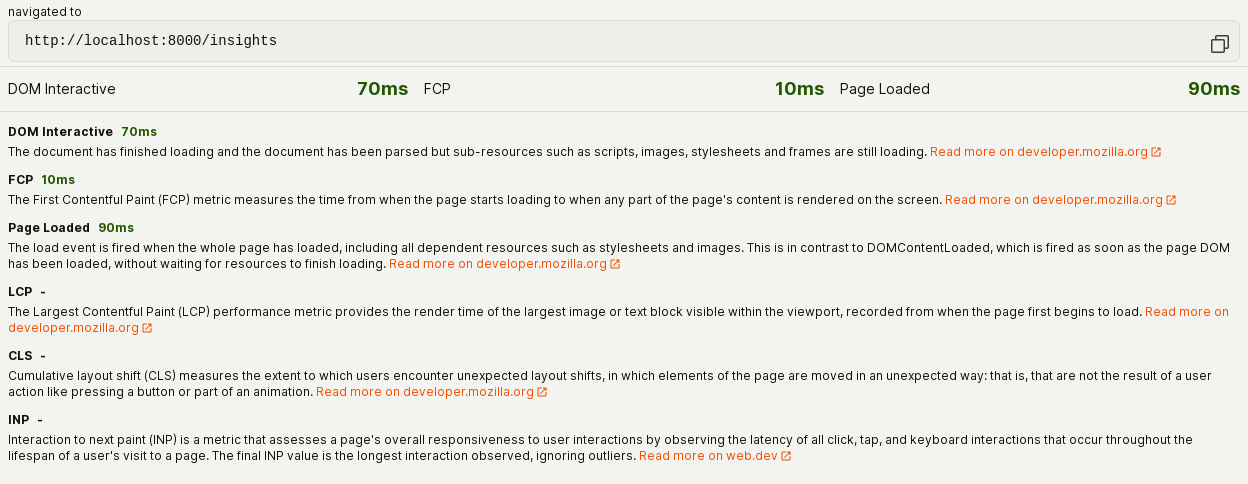 navigated to
http://localhost:8000/insights
DOM Interactive 70ms FCP 10ms Page Loaded 90ms
DOM Interactive 70ms
The document has finished loading and the document has been parsed but sub-resources such as scripts, images, stylesheets and frames are still loading. Read more on developer.mozilla.org
FCP 10ms
The First Contentful Paint (FCP) metric measures the time from when the page starts loading to when any part of the page's content is rendered on the screen. Read more on developer.mozilla.org
Page Loaded 90ms
The load event is fired when the whole page has loaded, including all dependent resources such as stylesheets and images. This is in contrast to DOMContentLoaded, which is fired as soon as the page DOM
has been loaded, without waiting for resources to finish loading. Read more on developer.mozilla.org
LCP -
The Largest Contentful Paint (LCP) performance metric provides the render time of the largest image or text block visible within the viewport, recorded from when the page first begins to load. Read more on
developer.mozilla.org
CLS -
Cumulative layout shift (CLS) measures the extent to which users encounter unexpected layout shifts, in which elements of the page are moved in an unexpected way: that is, that are not the result of a user
action like pressing a button or part of an animation. Read more on developer.mozilla.org
INP -
Interaction to next paint (INP) is a metric that assesses a page's overall responsiveness to user interactions by observing the latency of all click, tap, and keyboard interactions that occur throughout the
lifespan of a user's visit to a page. The final INP value is the longest interaction observed, ignoring outliers. Read more on web.dev